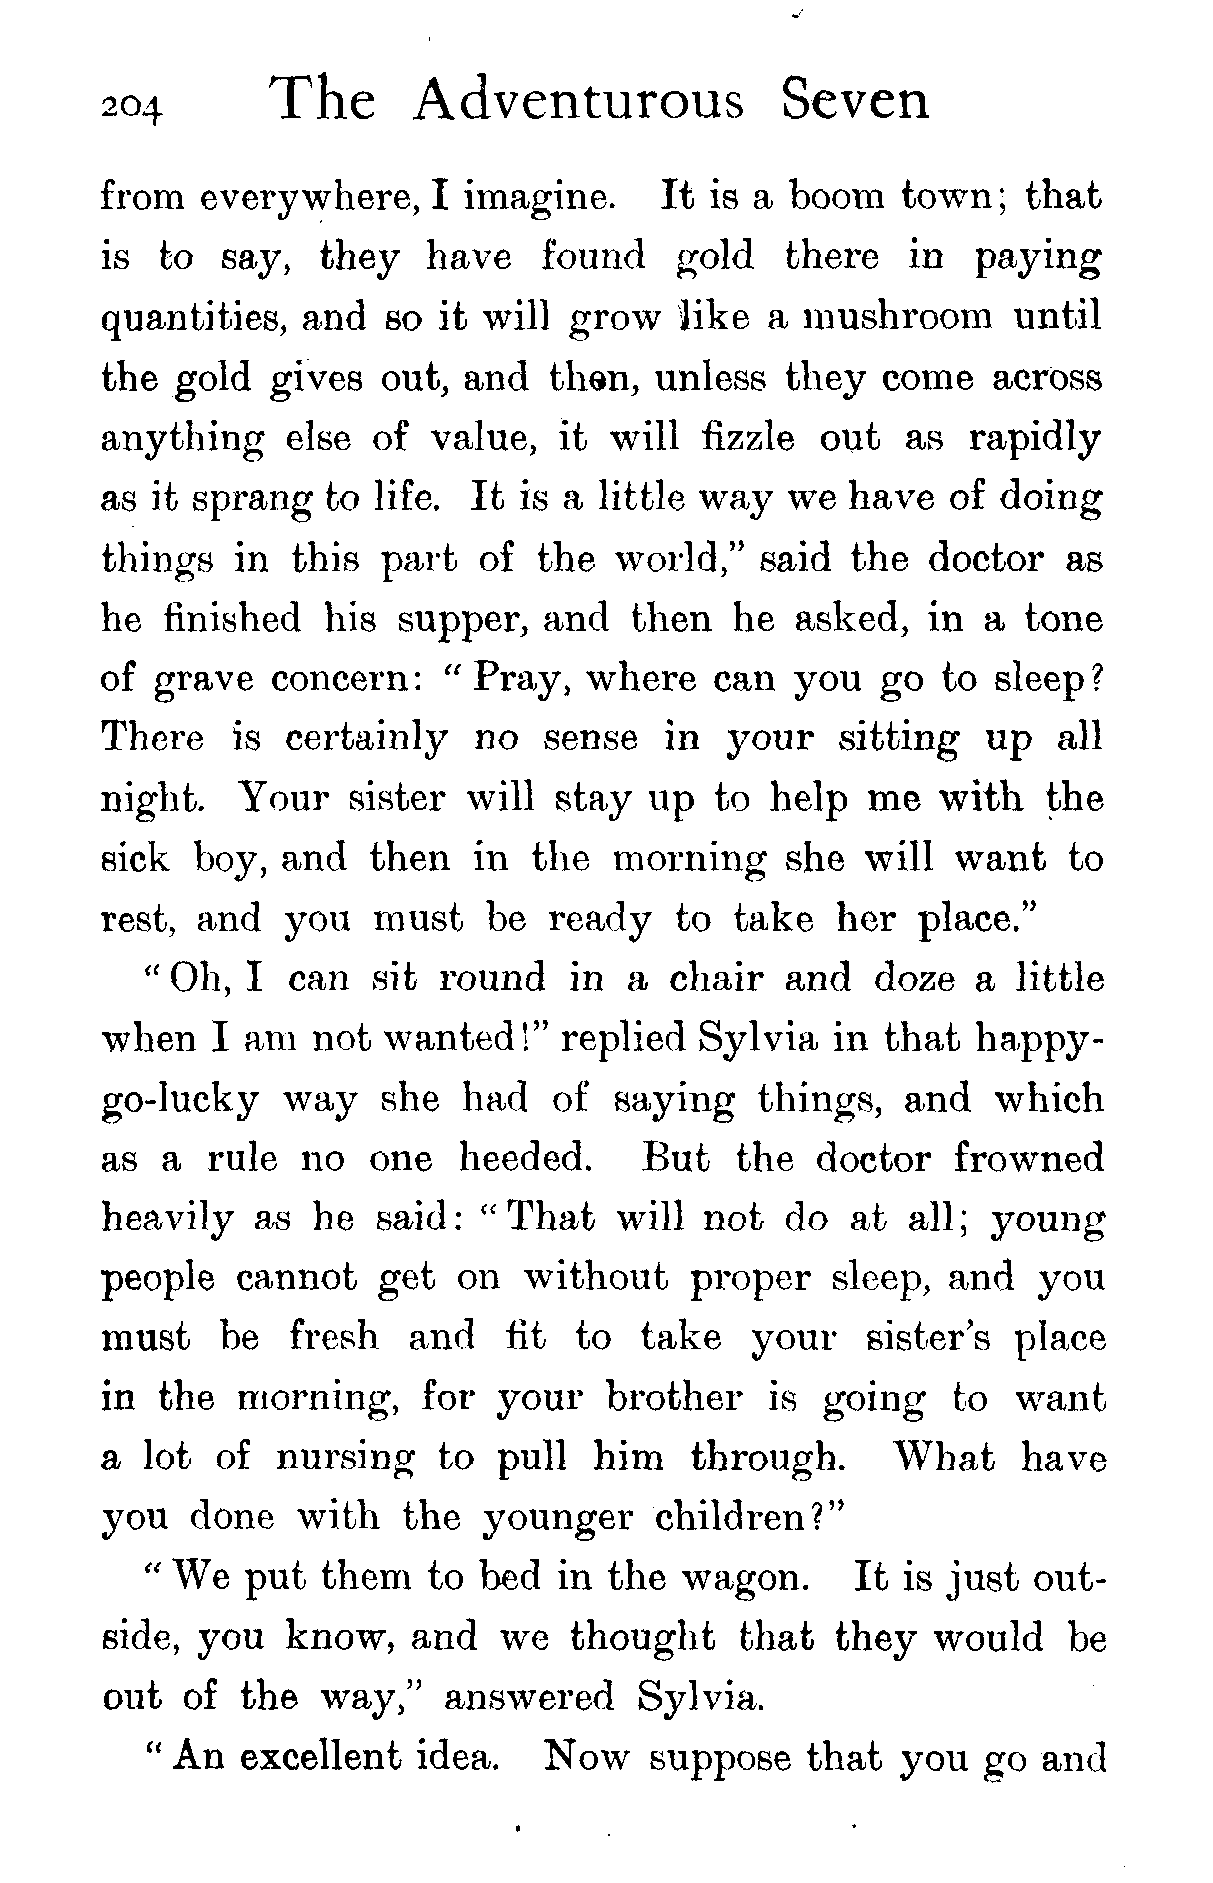 204 The Adventurous Seven
from everywhere, I imagine. It is a boom town; that
is to say, they have found gold there in paying
quantities, and so it will grow like a mushroom until
the gold gives out, and then, unless they come across
anything else of value, it will fizzle out as rapidly
as it sprang to life. It is a little way we have of doing
things in this part of the world,” said the doctor as
he finished his supper, and then he asked, in a tone
of grave concern: “ Pray, where can you go to sleep?
There is certainly no sense in your sitting up all
night. Your sister will stay up to help me with the
sick boy, and then in the morning she will want to
rest, and you must be ready to take her place.”
“ Oh, I can sit round in a chair and doze a little
when I am not wanted!” replied Sylvia in that happy-
go-lucky way she had of saying things, and which
as a rule no one heeded. But the doctor frowned
heavily as he said: “ That will not do at all; young
people cannot get on without proper sleep, and you
must be fresh and fit to take your sister’s place
in the morning, for your brother is going to want
a lot of nursing to pull him through. What have
you done with the younger children?”
“ We put them to bed in the wagon. It is just out-
side, you know, and we thought that they would be
out of the way,” answered Sylvia.
“ An excellent idea. Now suppose that you go and